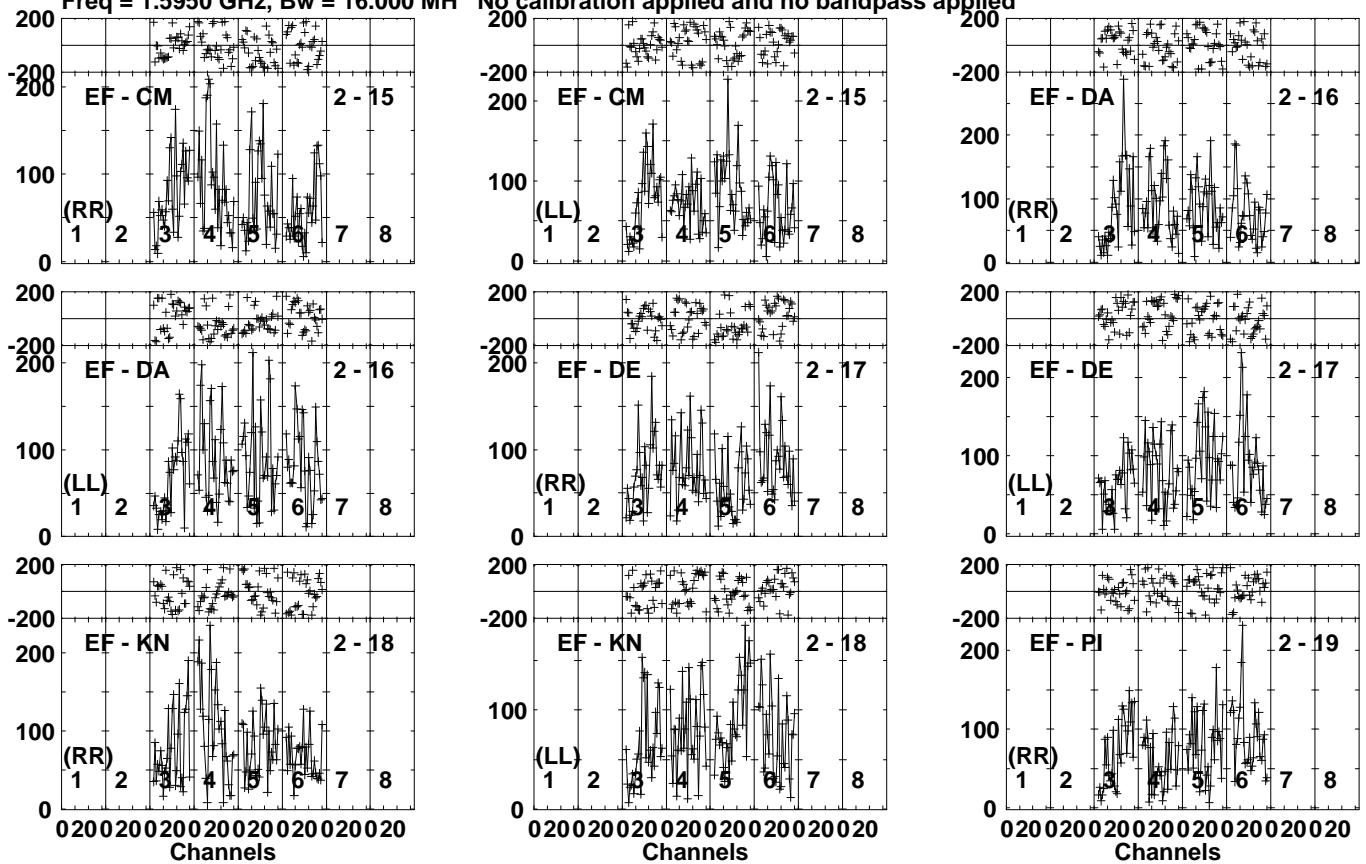 Freq = 1.5950 GHz, Bw = 16.000 MH No calibration applied and no bandpass applied
200 200 200
-200 -200 -200
200 EF - CM 2 - 15 200 EF - CM 2 - 15 EF - DA 2 - 16
200
100 100 100
(RR) (LL) (RR)
1 2 3 4 5 6 7 8 1 2 3 4 5 6 7 8 1 2 3 4 5 6 7 8
0 0 0
200 200 200
-200 -200 -200
200 EF - DA 2 - 16 200 EF - DE 2 - 17 200 EF - DE 2 - 17
100 100 100
(LL) (RR) (LL)
1 2 3 4 5 6 7 8 1 2 3 4 5 6 7 8 1 2 3 4 5 6 7 8
0 0 0
200 200 200
-200 -200 -200
200 EF - KN 2 - 18 EF - KN 2 - 18 200 EF - PI 2 - 19
100 100 100
(RR) (LL) (RR)
1 2 3 4 5 6 7 8 1 2 3 4 5 6 7 8 1 2 3 4 5 6 7 8
0 0 0
0 20 0 20 0 20 0 20 0 20 0 20 0 20 0 20 0 20 0 20 0 20 0 20 0 20 0 20 0 20 0 20 0 20 0 20 0 20 0 20 0 20 0 20 0 20 0 20
Channels Channels Channels